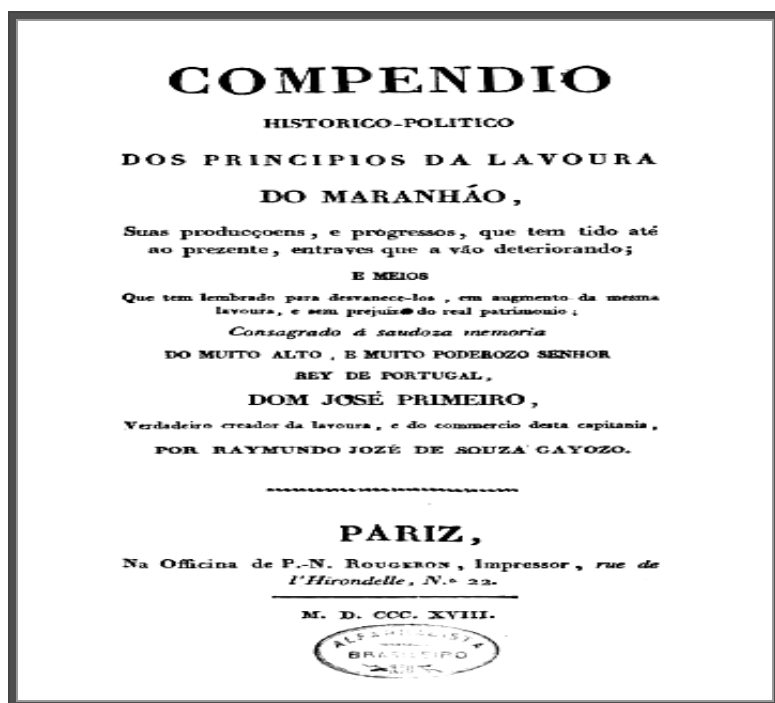 COMPENDIO
HISTORICO-POLITICO
DOS PRINCIPIOS DA LAVOURA
DO MARANHÃO,
Suas producçoens, e progressos, que tem tido até
ao prezente, entraves que a vão deteriorando;
E MEIOS
Que tem lembrado para desvanece-los, em augmento da mesma
lavoura, e sem prejuizo do real patrimonio;
Consagrado á saudoza memoria
DO MUITO ALTO, E MUITO PODEROZO SENHOR
REY DE PORTUGAL,
DOM JOSÉ PRIMEIRO,
Verdadeiro creador da lavoura, e do commercio desta capitania,
POR RAYMUNDO JOZÉ DE SOUZA GAYOZO.
PARIZ,
Na Officina de P.-N. ROUGERON, Impressor, rue de
l'Hirondelle, N.º 22.
M. D. CCC. XVIII.
BRASILEIRO